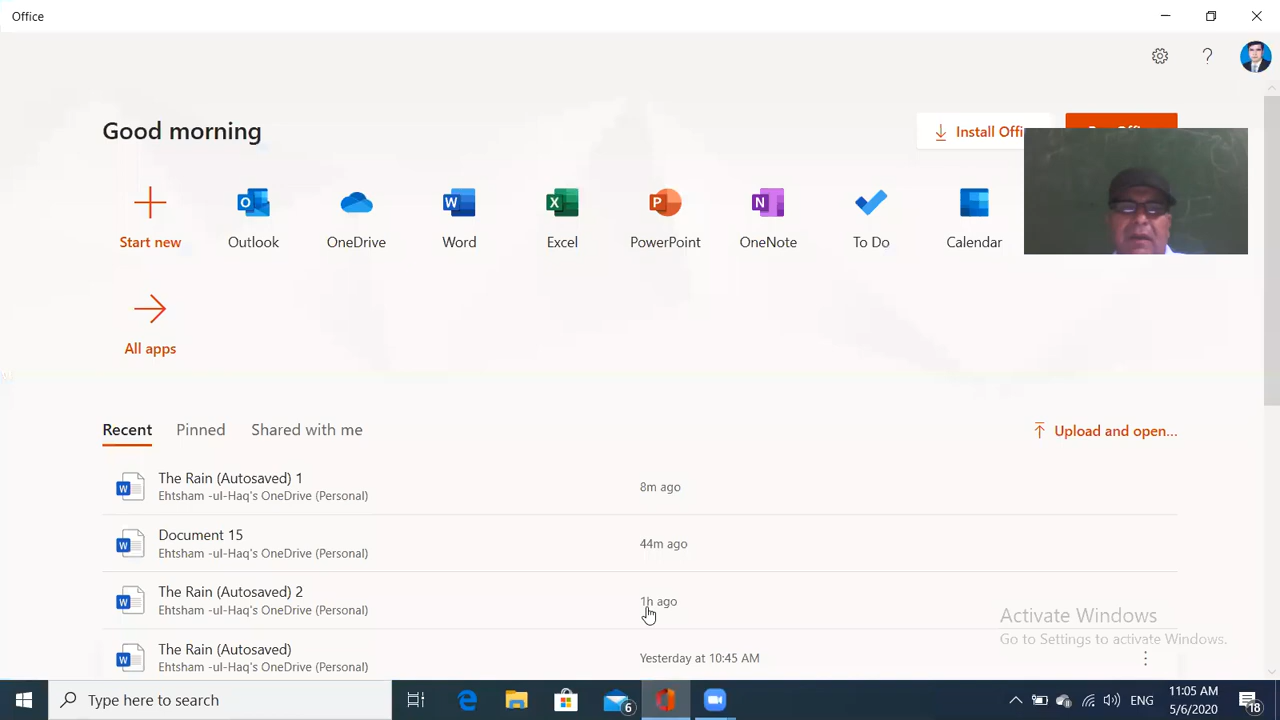 Office
Good morning
Install Offi
Start new
Outlook
OneDrive
Word
Excel
PowerPoint
OneNote
To Do
Calendar
All apps
Recent
Pinned
Shared with me
Upload and open...
The Rain (Autosaved) 1
Ehtsham -ul-Haq's OneDrive (Personal)
8m ago
Document 15
Ehtsham -ul-Haq's OneDrive (Personal)
44m ago
The Rain (Autosaved) 2
Ehtsham -ul-Haq's OneDrive (Personal)
1h ago
The Rain (Autosaved)
Ehtsham -ul-Haq's OneDrive (Personal)
Yesterday at 10:45 AM
Activate Windows
Go to Settings to activate Windows.
Type here to search
6
ENG
11:05 AM
5/6/2020
18